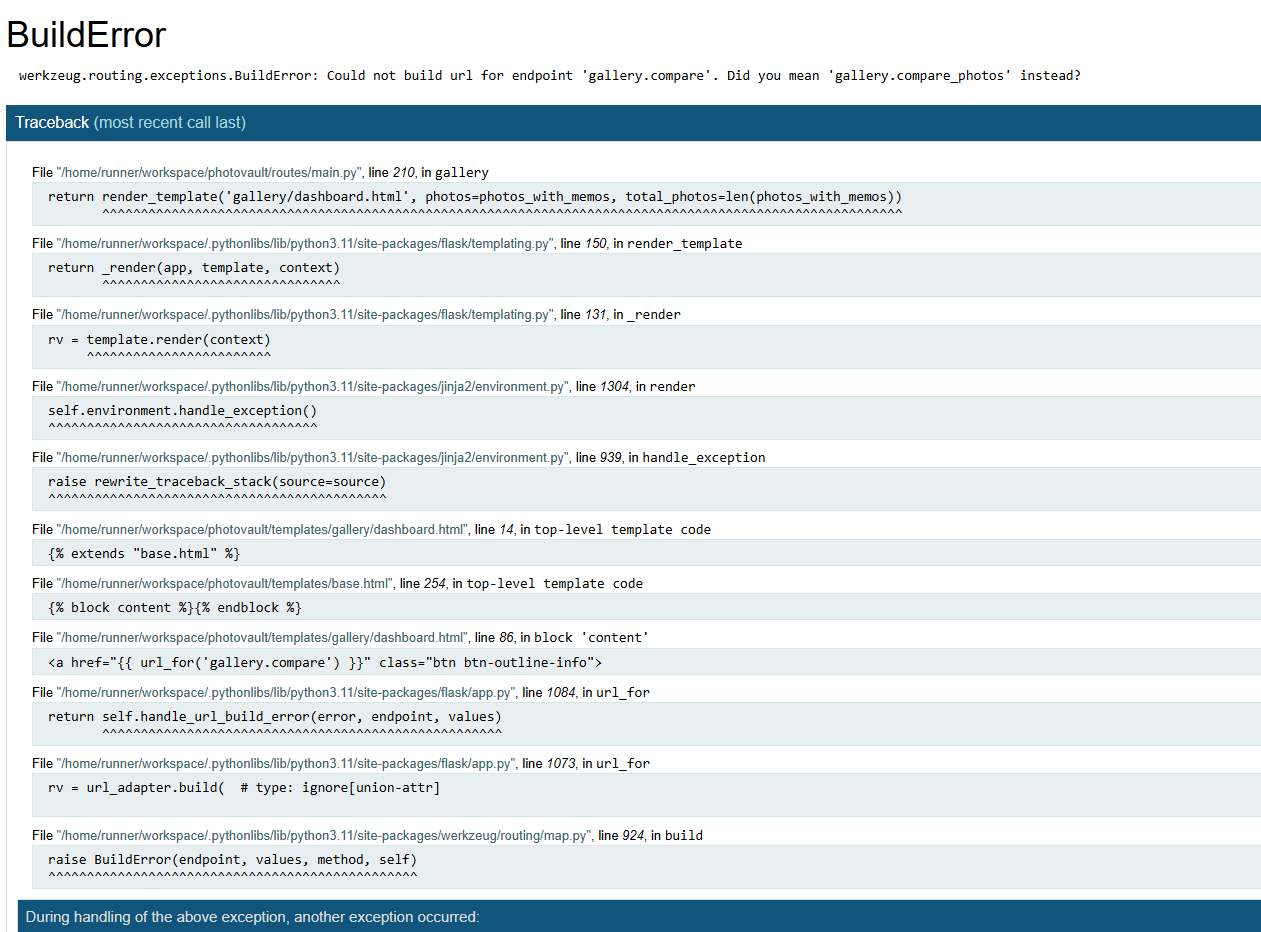 BuildError
werkzeug.routing.exceptions.BuildError: Could not build url for endpoint 'gallery.compare'. Did you mean 'gallery.compare_photos' instead?
Traceback (most recent call last)
File "/home/runner/workspace/photovault/routes/main.py", line 210, in gallery
return render_template('gallery/dashboard.html', photos=photos_with_memos, total_photos=len(photos_with_memos))
^^^^^^^^^^^^^^^^^^^^^^^^^^^^^^^^^^^^^^^^^^^^^^^^^^^^^^^^^^^^^^^^^^^^^^^^^^^^^^^^^^^^^^^^^^^^^^^^^^^^^^^^
File "/home/runner/workspace/.pythonlibs/lib/python3.11/site-packages/flask/templating.py", line 150, in render_template
return _render(app, template, context)
^^^^^^^^^^^^^^^^^^^^^^^^^^^^^^^
File "/home/runner/workspace/.pythonlibs/lib/python3.11/site-packages/flask/templating.py", line 131, in _render
rv = template.render(context)
^^^^^^^^^^^^^^^^^^^^^^^^
File "/home/runner/workspace/.pythonlibs/lib/python3.11/site-packages/jinja2/environment.py", line 1304, in render
self.environment.handle_exception()
^^^^^^^^^^^^^^^^^^^^^^^^^^^^^^^^^^^
File "/home/runner/workspace/.pythonlibs/lib/python3.11/site-packages/jinja2/environment.py", line 939, in handle_exception
raise rewrite_traceback_stack(source=source)
^^^^^^^^^^^^^^^^^^^^^^^^^^^^^^^^^^^^^^^^^^^^
File "/home/runner/workspace/photovault/templates/gallery/dashboard.html", line 14, in top-level template code
{% extends "base.html" %}
File "/home/runner/workspace/photovault/templates/base.html", line 254, in top-level template code
{% block content %}{% endblock %}
File "/home/runner/workspace/photovault/templates/gallery/dashboard.html", line 86, in block 'content'
<a href="{{ url_for('gallery.compare') }}" class="btn btn-outline-info">
File "/home/runner/workspace/.pythonlibs/lib/python3.11/site-packages/flask/app.py", line 1084, in url_for
return self.handle_url_build_error(error, endpoint, values)
^^^^^^^^^^^^^^^^^^^^^^^^^^^^^^^^^^^^^^^^^^^^^^^^^^^^
File "/home/runner/workspace/.pythonlibs/lib/python3.11/site-packages/flask/app.py", line 1073, in url_for
rv = url_adapter.build(  # type: ignore[union-attr]
File "/home/runner/workspace/.pythonlibs/lib/python3.11/site-packages/werkzeug/routing/map.py", line 924, in build
raise BuildError(endpoint, values, method, self)
^^^^^^^^^^^^^^^^^^^^^^^^^^^^^^^^^^^^^^^^^^^^^^^^
During handling of the above exception, another exception occurred: